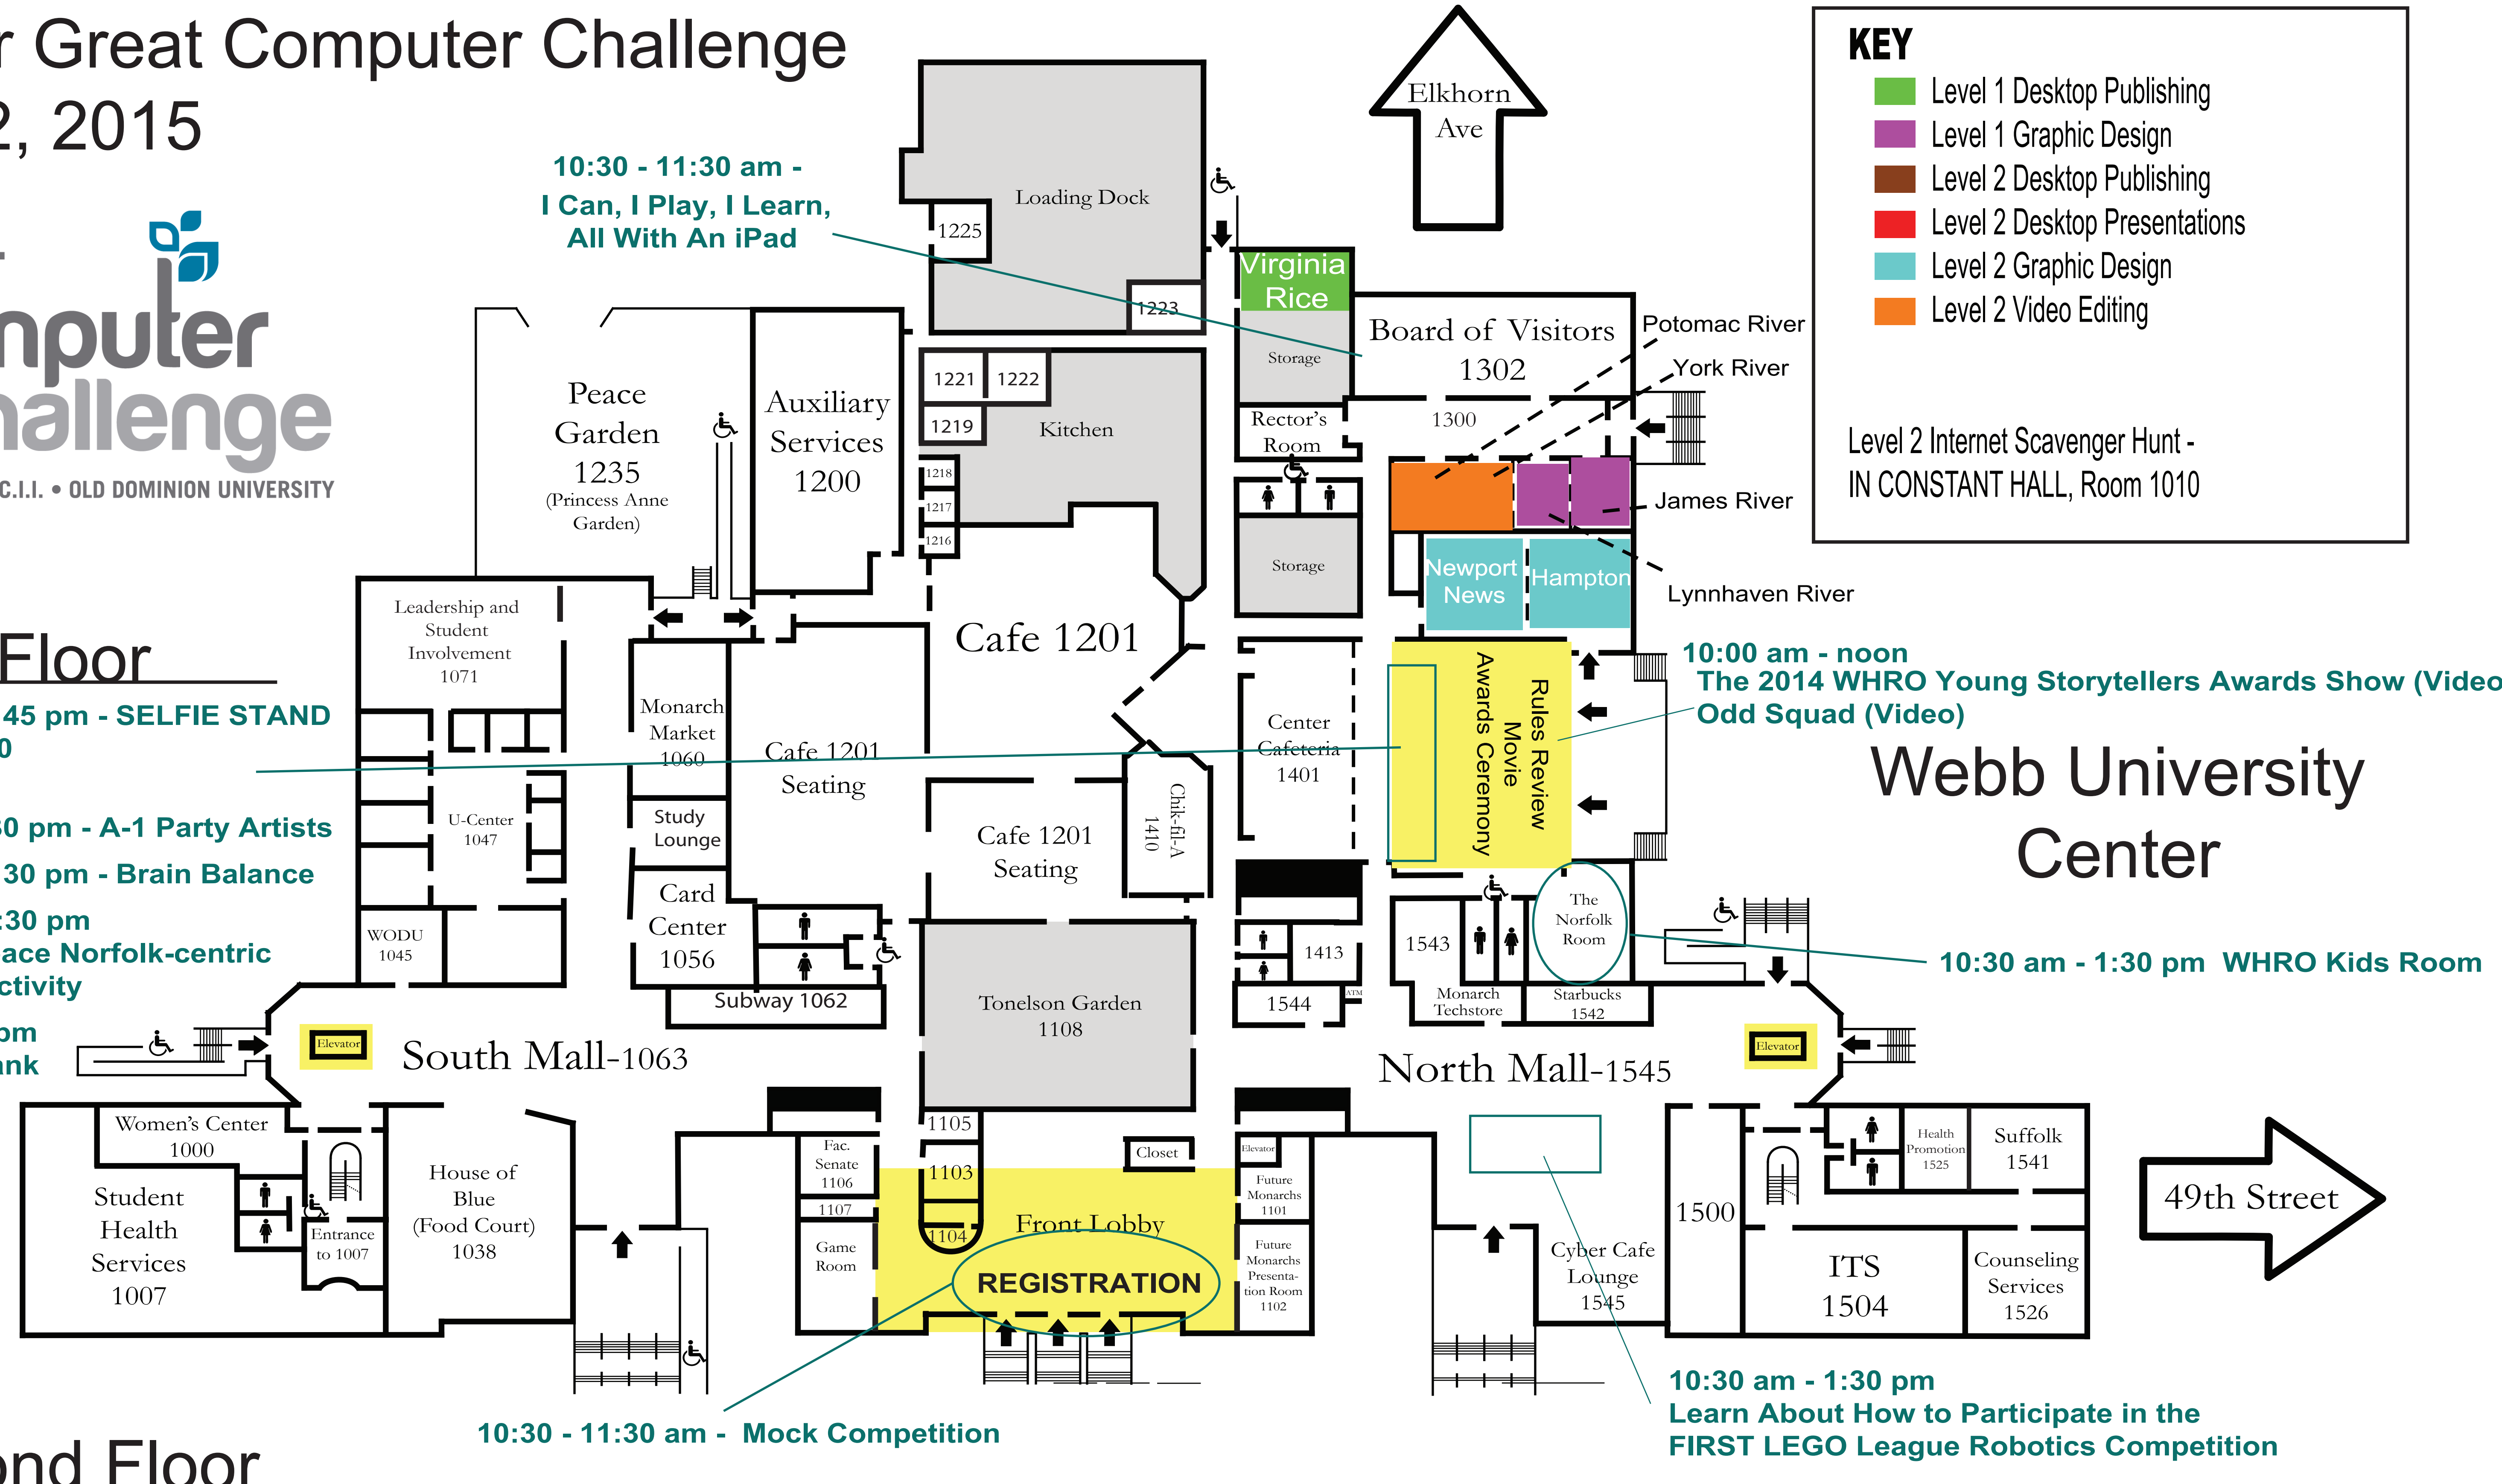 r Great Computer Challenge
2, 2015
mputer
hallenge
C.I.I. • OLD DOMINION UNIVERSITY
Floor
45 pm - SELFIE STAND
0
30 pm - A-1 Party Artists
30 pm - Brain Balance
:30 pm
ace Norfolk-centric
ctivity
pm
ank
ond Floor
10:30 - 11:30 am -
I Can, I Play, I Learn,
All With An iPad
Elkhorn
Ave
KEY
Level 1 Desktop Publishing
Level 1 Graphic Design
Level 2 Desktop Publishing
Level 2 Desktop Presentations
Level 2 Graphic Design
Level 2 Video Editing
Level 2 Internet Scavenger Hunt -
IN CONSTANT HALL, Room 1010
Loading Dock
1225
1223
Virginia
Rice
Storage
Board of Visitors
1302
Potomac River
York River
James River
Lynnhaven River
Rector's
Room
1300
Peace
Garden
1235
(Princess Anne
Garden)
Auxiliary
Services
1200
1221
1222
1219
Kitchen
1218
1217
1216
Storage
Newport
News
Hampton
Leadership and
Student
Involvement
1071
Cafe 1201
Monarch
Market
1060
Cafe 1201
Seating
Center
Cafeteria
1401
Rules Review
Movie
Awards Ceremony
10:00 am - noon
The 2014 WHRO Young Storytellers Awards Show (Video
Odd Squad (Video)
Webb University
Center
U-Center
1047
Study
Lounge
Cafe 1201
Seating
Chik-fil-A
1410
Card
Center
1056
WODU
1045
Subway 1062
Tonelson Garden
1108
1413
1544
ATM
1543
The
Norfolk
Room
Monarch
Techstore
Starbucks
1542
10:30 am - 1:30 pm  WHRO Kids Room
Elevator
South Mall-1063
North Mall-1545
Elevator
Women's Center
1000
Student
Health
Services
1007
Entrance
to 1007
House of
Blue
(Food Court)
1038
Fac.
Senate
1106
1107
Game
Room
1105
1103
1104
Closet
Front Lobby
REGISTRATION
Elevator
Future
Monarchs
1101
Future
Monarchs
Presenta-
tion Room
1102
Cyber Cafe
Lounge
1545
1500
Health
Promotion
1525
Suffolk
1541
ITS
1504
Counseling
Services
1526
49th Street
10:30 - 11:30 am -  Mock Competition
10:30 am - 1:30 pm
Learn About How to Participate in the
FIRST LEGO League Robotics Competition